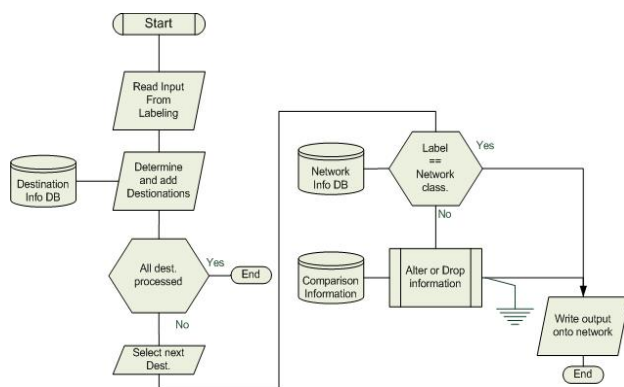 Start
Read Input
From
Labeling
Destination
Info DB
Determine
and add
Destionations
All dest.
processed
Yes
End
No
Select next
Dest.
Network
Info DB
Label
==
Network
class.
Yes
No
Comparison
Information
Alter or Drop
information
Write output
onto network
End